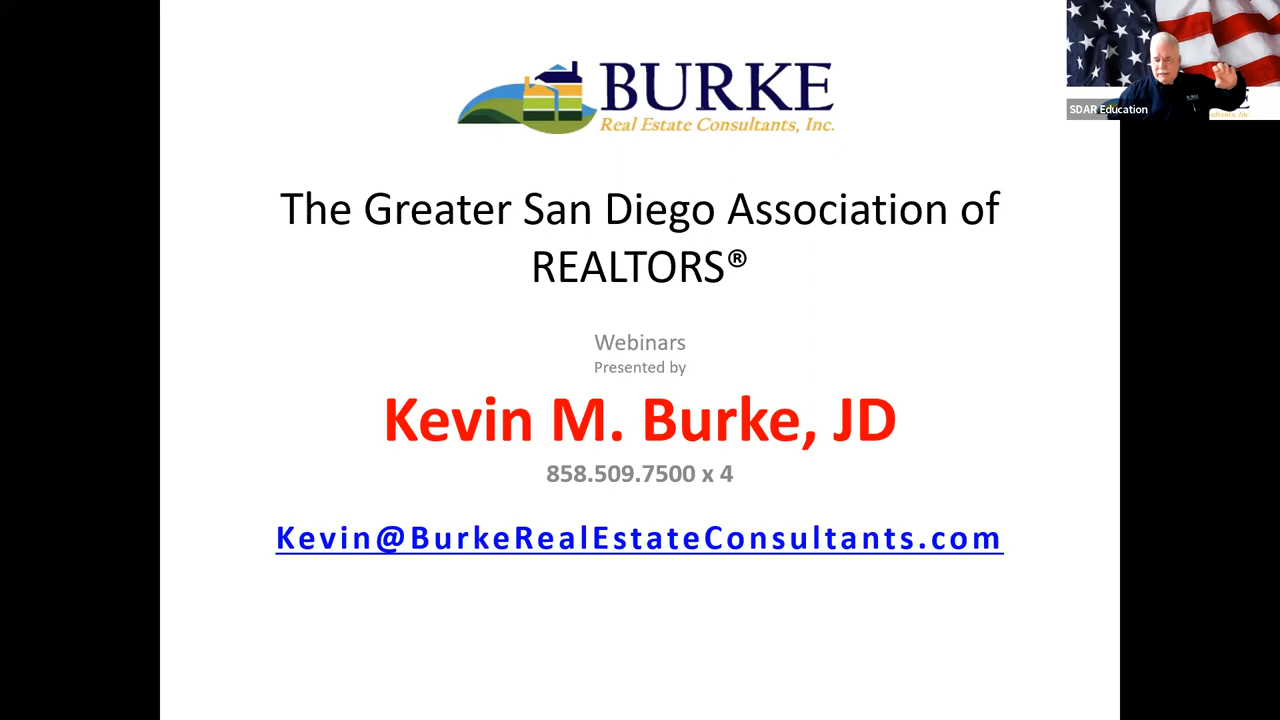 BURKE
Real Estate Consultants, Inc.
SDAR Education
The Greater San Diego Association of
REALTORS®
Webinars
Presented by
Kevin M. Burke, JD
858.509.7500 x 4
Kevin@BurkeRealEstateConsultants.com